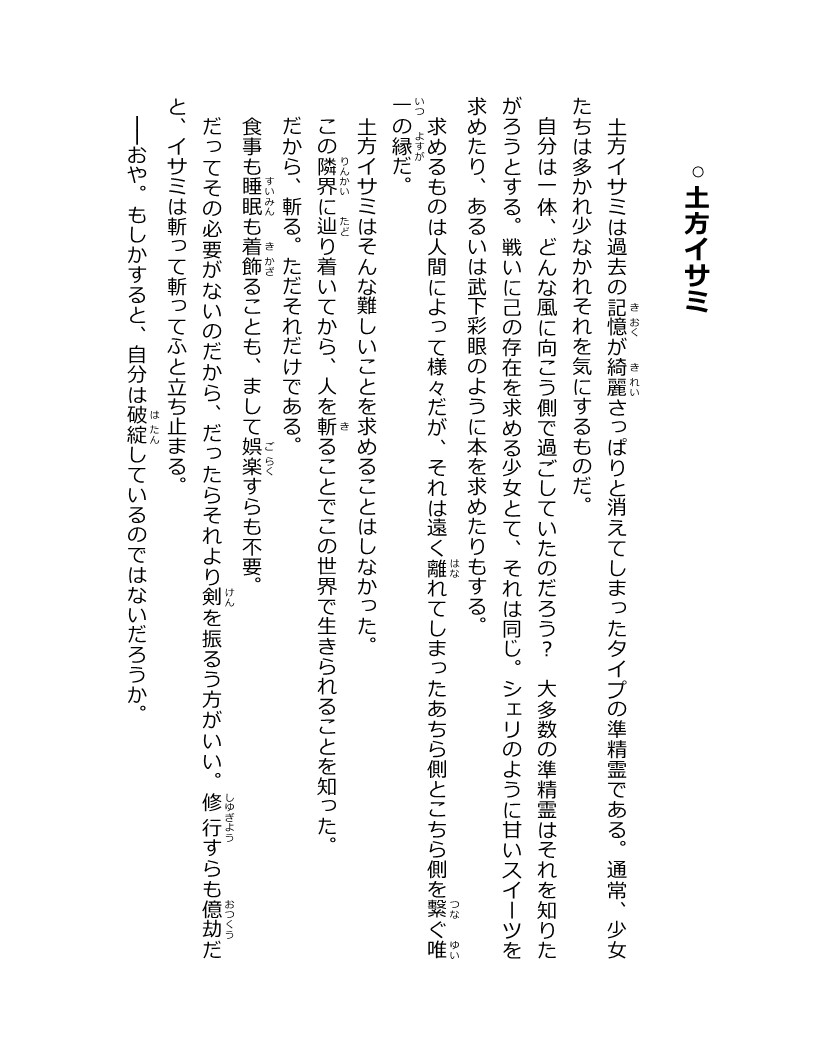 ○土方イサミ
土方イサミは過去の記憶が綺麗さっぱりと消えてしまったタイプの準精霊である。通常、少女
たちは多かれ少なかれそれを気にするものだ。
自分は一体、どんな風に向こう側で過ごしていたのだろう？　大多数の準精霊はそれを知りた
がろうとする。戦いに己の存在を求める少女とて、それは同じ。シェリのように甘いスイーツを
求めたり、あるいは武下彩眼のように本を求めたりもする。
求めるものは人間によって様々だが、それは遠く離れてしまったあちら側とこちら側を繋ぐ唯
一の縁だ。
土方イサミはそんな難しいことを求めることはしなかった。
この隣界に辿り着いてから、人を斬ることでこの世界で生きられることを知った。
だから、斬る。ただそれだけである。
食事も睡眠も着飾ることも、まして娯楽すらも不要。
だってその必要がないのだから、だったらそれより剣を振るう方がいい。修行すらも億劫だ
と、イサミは斬って斬ってふと立ち止まる。
――おや。もしかすると、自分は破綻しているのではないだろうか。